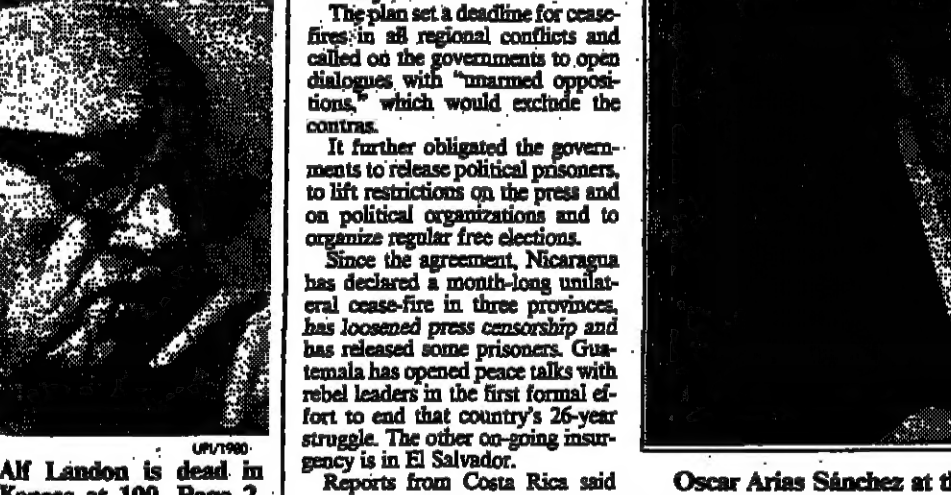 The plan set a deadline for cease-
fires in all regional conflicts and
called on the governments to open
dialogues with "unarmed opposi-
tions," which would exclude the
contras.
It further obligated the govern-
ments to release political prisoners,
to lift restrictions on the press and
on political organizations and to
organize regular free elections.
Since the agreement, Nicaragua
has declared a month-long unilat-
eral cease-fire in three provinces,
has loosened press censorship and
has released some prisoners. Gua-
temala has opened peace talks with
rebel leaders in the first formal ef-
fort to end that country's 26-year
struggle. The other on-going insur-
gency is in El Salvador.
Reports from Costa Rica said
UPI/1980
Alf Landon is dead in
Kansas at 100. Page 2.
Oscar Arias Sánchez at t